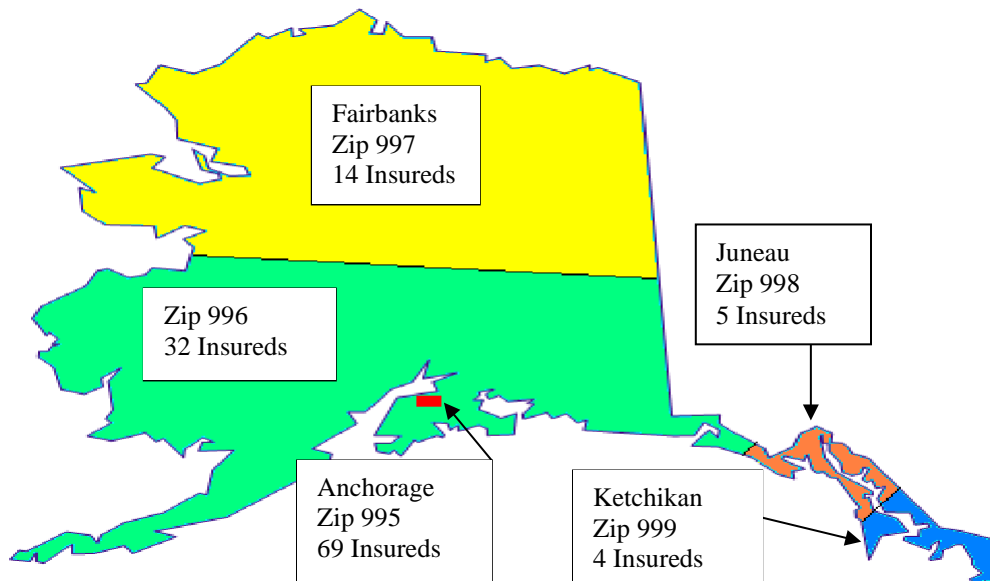 Fairbanks
Zip 997
14 Insureds
Juneau
Zip 998
5 Insureds
Zip 996
32 Insureds
Anchorage
Zip 995
69 Insureds
Ketchikan
Zip 999
4 Insureds